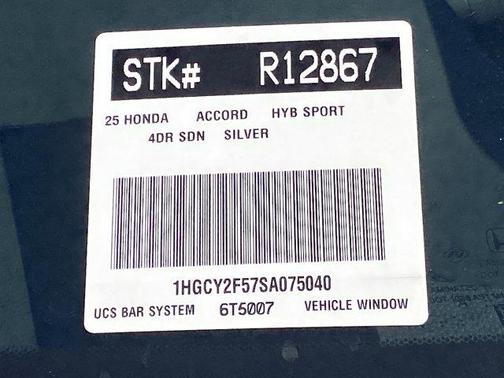 STK# R12867
25 HONDA ACCORD HYB SPORT
4DR SDN SILVER
1HGCY2F57SA075040
UCS BAR SYSTEM 6T5007 VEHICLE WINDOW